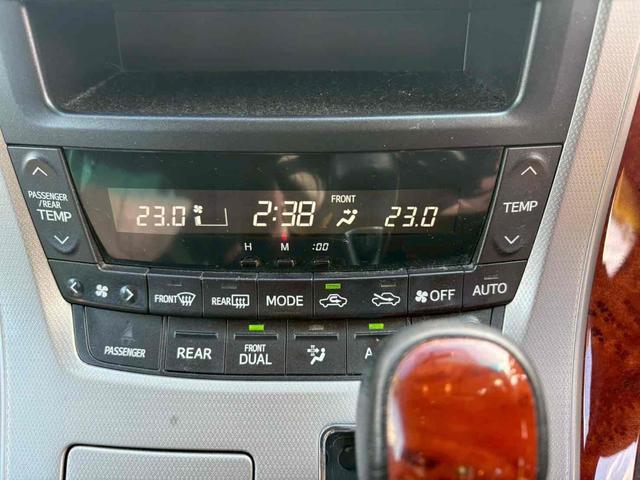 PASSENGER
/REAR
TEMP
23.0
2:38
FRONT
23.0
TEMP
H
M
:00
FRONT
REAR
MODE
OFF
AUTO
PASSENGER
REAR
FRONT
DUAL